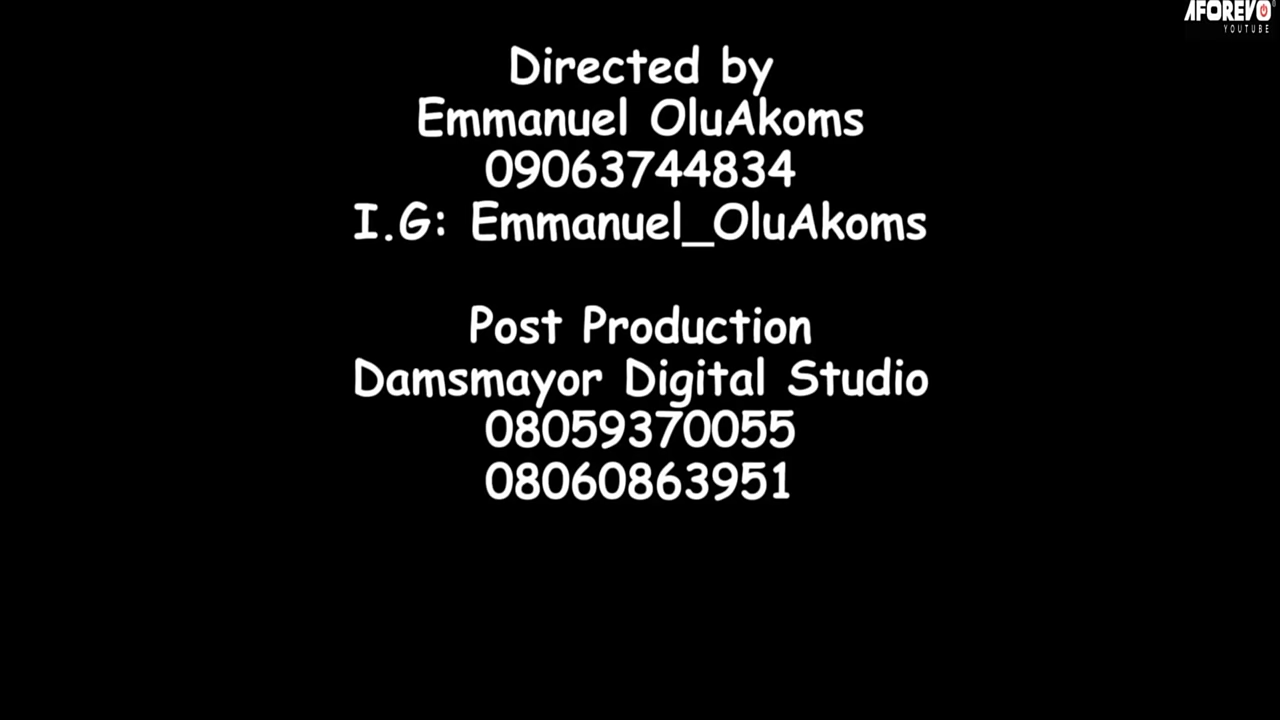 AFOREVO
YOUTUBE
Directed by
Emmanuel OluAkoms
09063744834
I.G: Emmanuel_OluAkoms
Post Production
Damsmayor Digital Studio
08059370055
08060863951